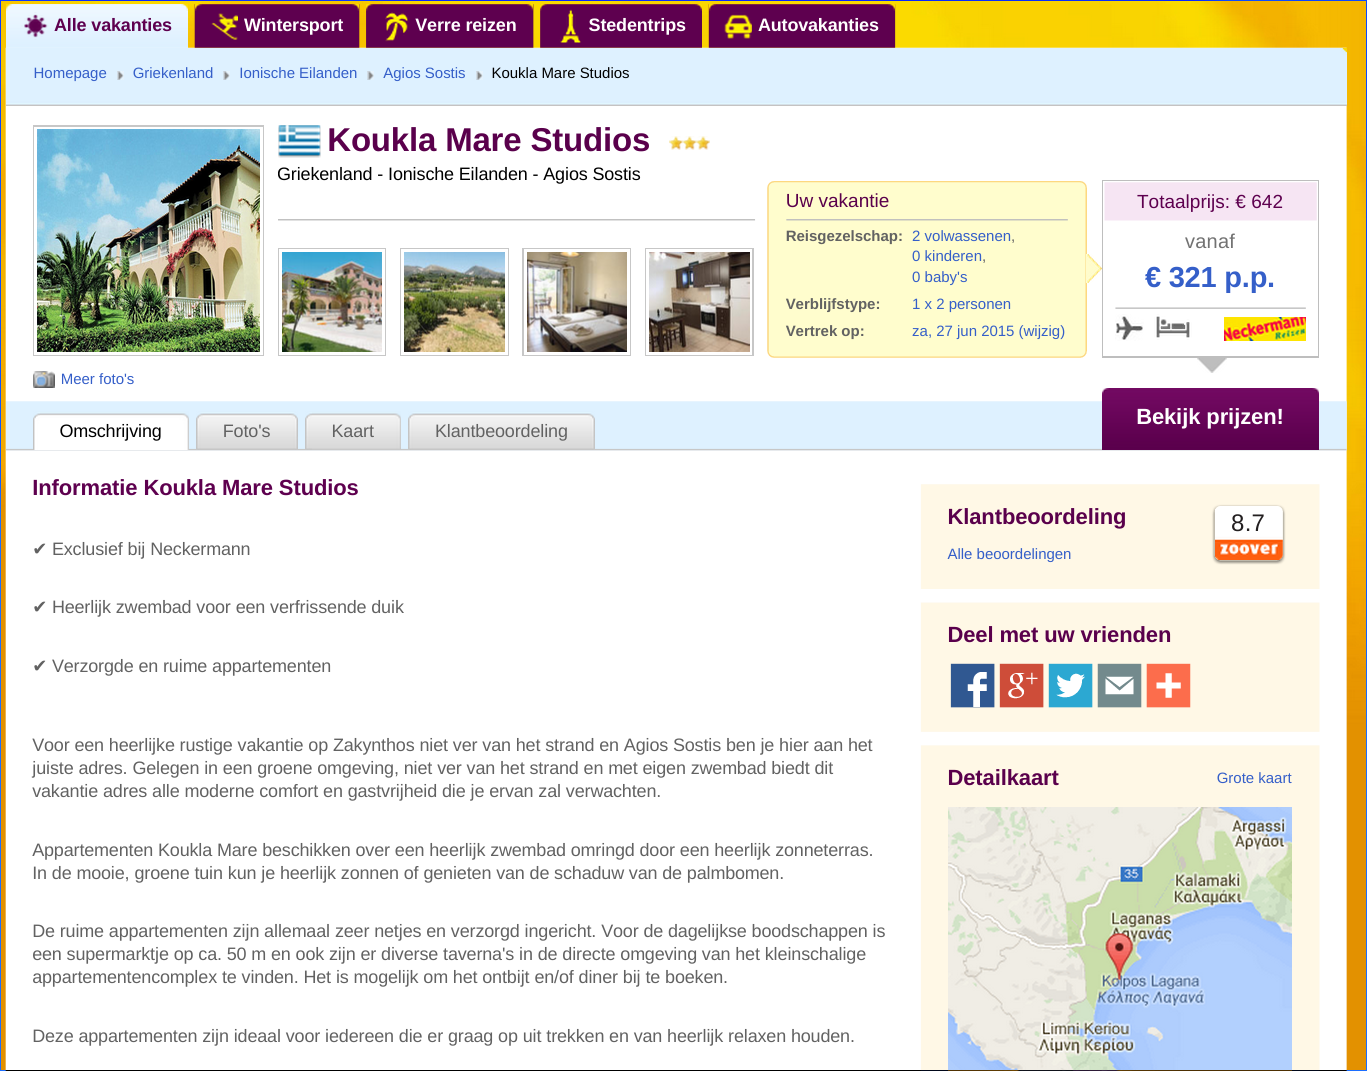 Alle vakanties
Wintersport
Verre reizen
Stedentrips
Autovakanties
Homepage
Griekenland
Ionische Eilanden
Agios Sostis
Koukla Mare Studios
Koukla Mare Studios
Griekenland - Ionische Eilanden - Agios Sostis
Meer foto's
Uw vakantie
Reisgezelschap: 2 volwassenen,
0 kinderen,
0 baby's
Verblijfstype: 1 x 2 personen
Vertrek op: za, 27 jun 2015 (wijzig)
Totaalprijs: € 642
vanaf
€ 321 p.p.
Neckermann
Reizen
Bekijk prijzen!
Omschrijving
Foto's
Kaart
Klantbeoordeling
Informatie Koukla Mare Studios
✔ Exclusief bij Neckermann
✔ Heerlijk zwembad voor een verfrissende duik
✔ Verzorgde en ruime appartementen
Voor een heerlijke rustige vakantie op Zakynthos niet ver van het strand en Agios Sostis ben je hier aan het
juiste adres. Gelegen in een groene omgeving, niet ver van het strand en met eigen zwembad biedt dit
vakantie adres alle moderne comfort en gastvrijheid die je ervan zal verwachten.
Appartementen Koukla Mare beschikken over een heerlijk zwembad omringd door een heerlijk zonneterras.
In de mooie, groene tuin kun je heerlijk zonnen of genieten van de schaduw van de palmbomen.
De ruime appartementen zijn allemaal zeer netjes en verzorgd ingericht. Voor de dagelijkse boodschappen is
een supermarktje op ca. 50 m en ook zijn er diverse taverna's in de directe omgeving van het kleinschalige
appartementencomplex te vinden. Het is mogelijk om het ontbijt en/of diner bij te boeken.
Deze appartementen zijn ideaal voor iedereen die er graag op uit trekken en van heerlijk relaxen houden.
Klantbeoordeling
Alle beoordelingen
8.7
zoover
Deel met uw vrienden
f
g+
Detailkaart
Grote kaart
Argassi
Αργάσι
35
Kalamaki
Καλαμάκι
Laganas
Λαγανάς
Kolpos Lagana
Κόλπος Λαγανά
Limni Keriou
Λίμνη Κερίου